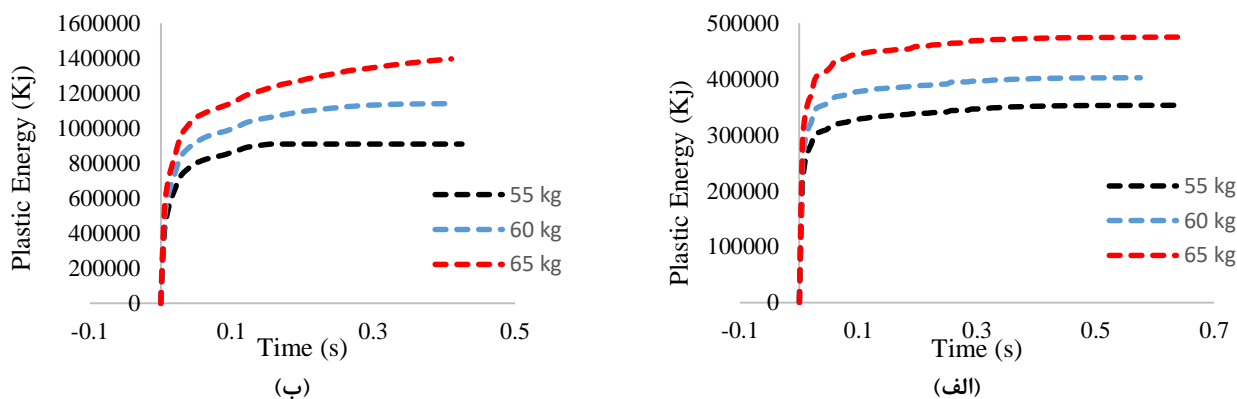 Plastic Energy (Kj)
1600000
1400000
1200000
1000000
800000
600000
400000
200000
0
-0.1 0.1 0.3 0.5
Time (s)
55 kg
60 kg
65 kg
(ب)
Plastic Energy (Kj)
500000
400000
300000
200000
100000
0
-0.1 0.1 0.3 0.5 0.7
Time (s)
55 kg
60 kg
65 kg
(الف)